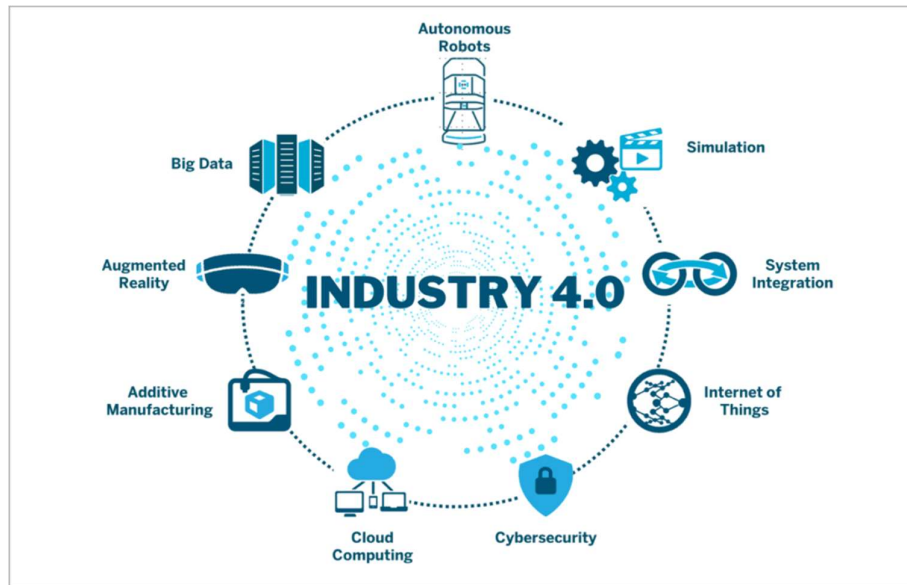 Autonomous
Robots
Simulation
System
Integration
Internet of
Things
Cybersecurity
Cloud
Computing
Additive
Manufacturing
Augmented
Reality
Big Data
INDUSTRY 4.0